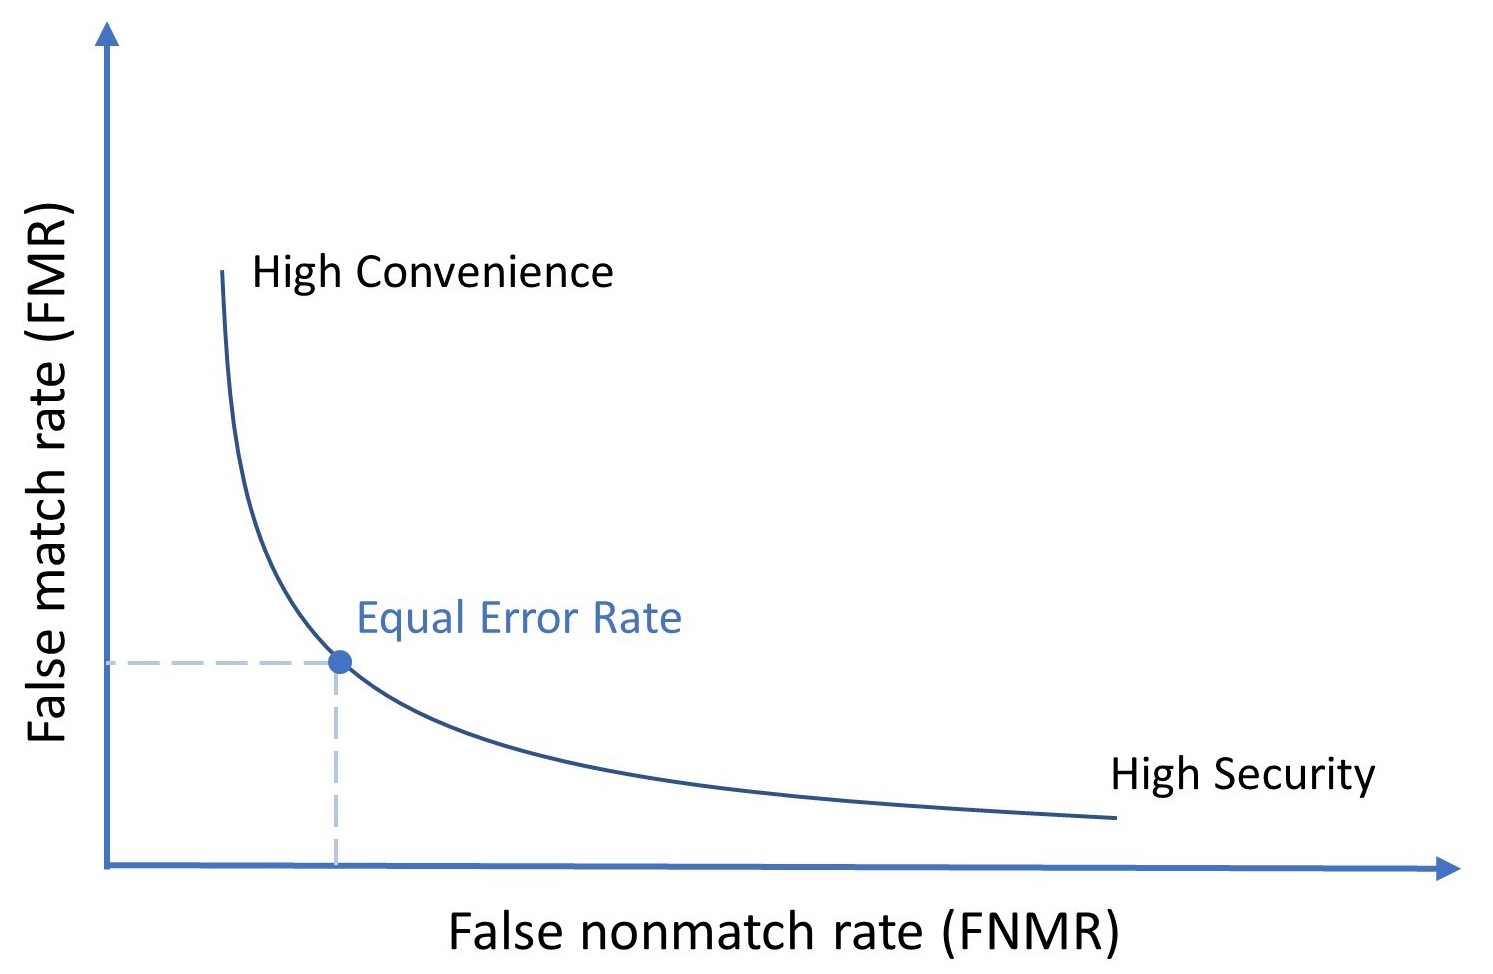 False match rate (FMR)
High Convenience
Equal Error Rate
High Security
False nonmatch rate (FNMR)